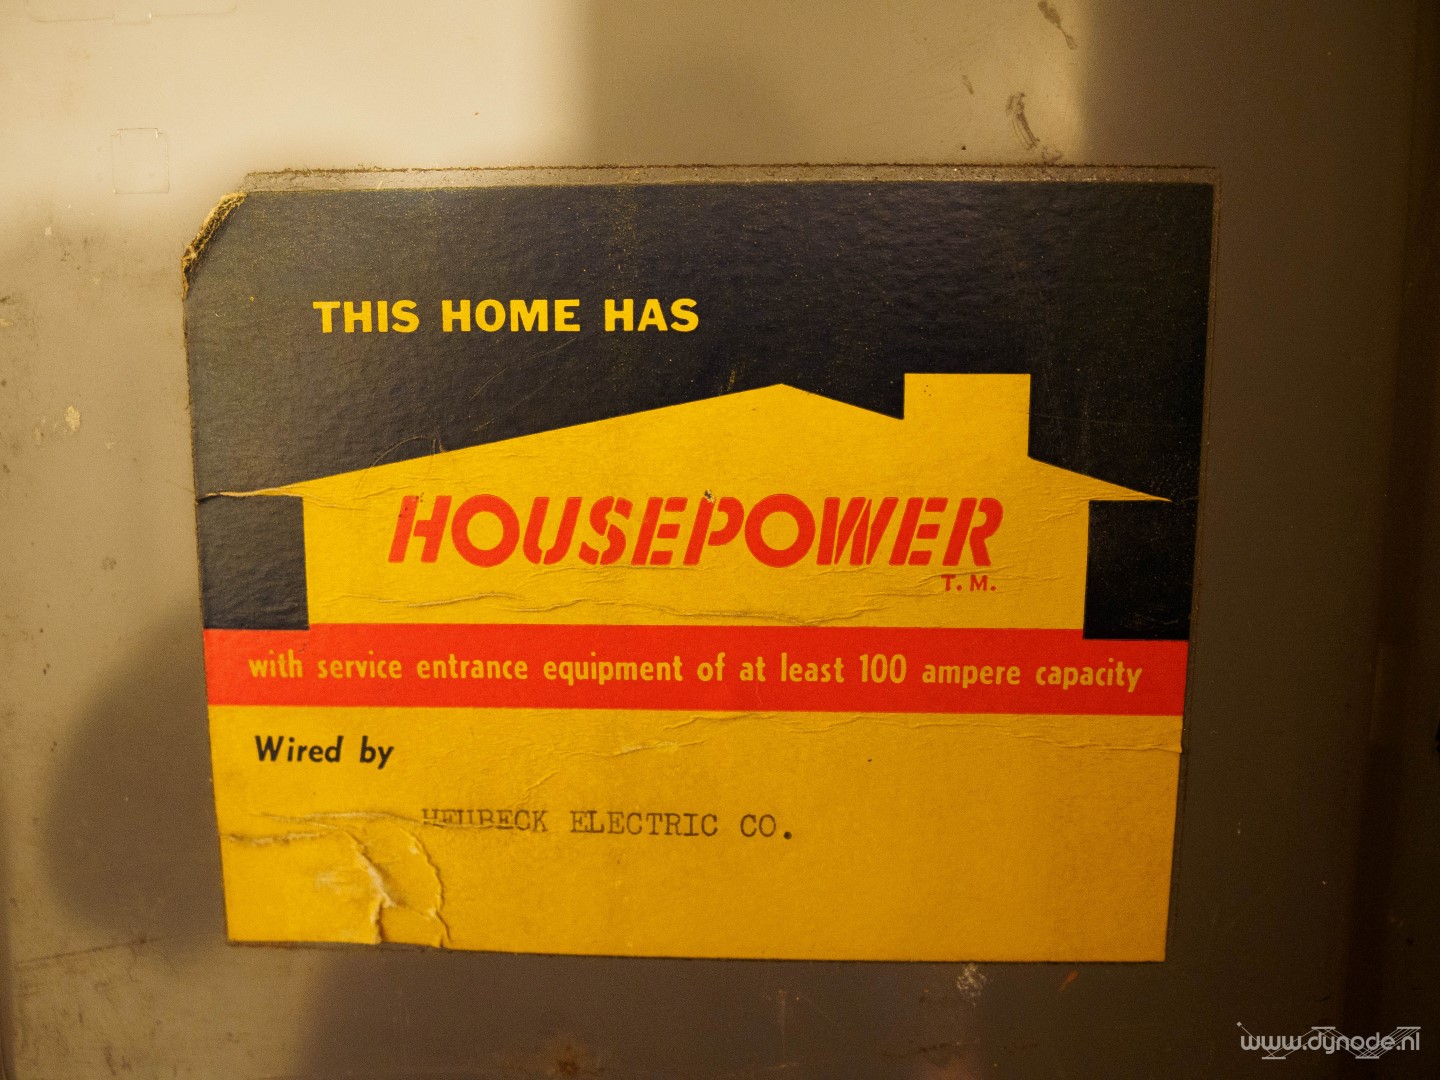 THIS HOME HAS
HOUSEPOWER
T. M.
with service entrance equipment of at least 100 ampere capacity
Wired by
HEUBECK ELECTRIC CO.
www.dynode.nl